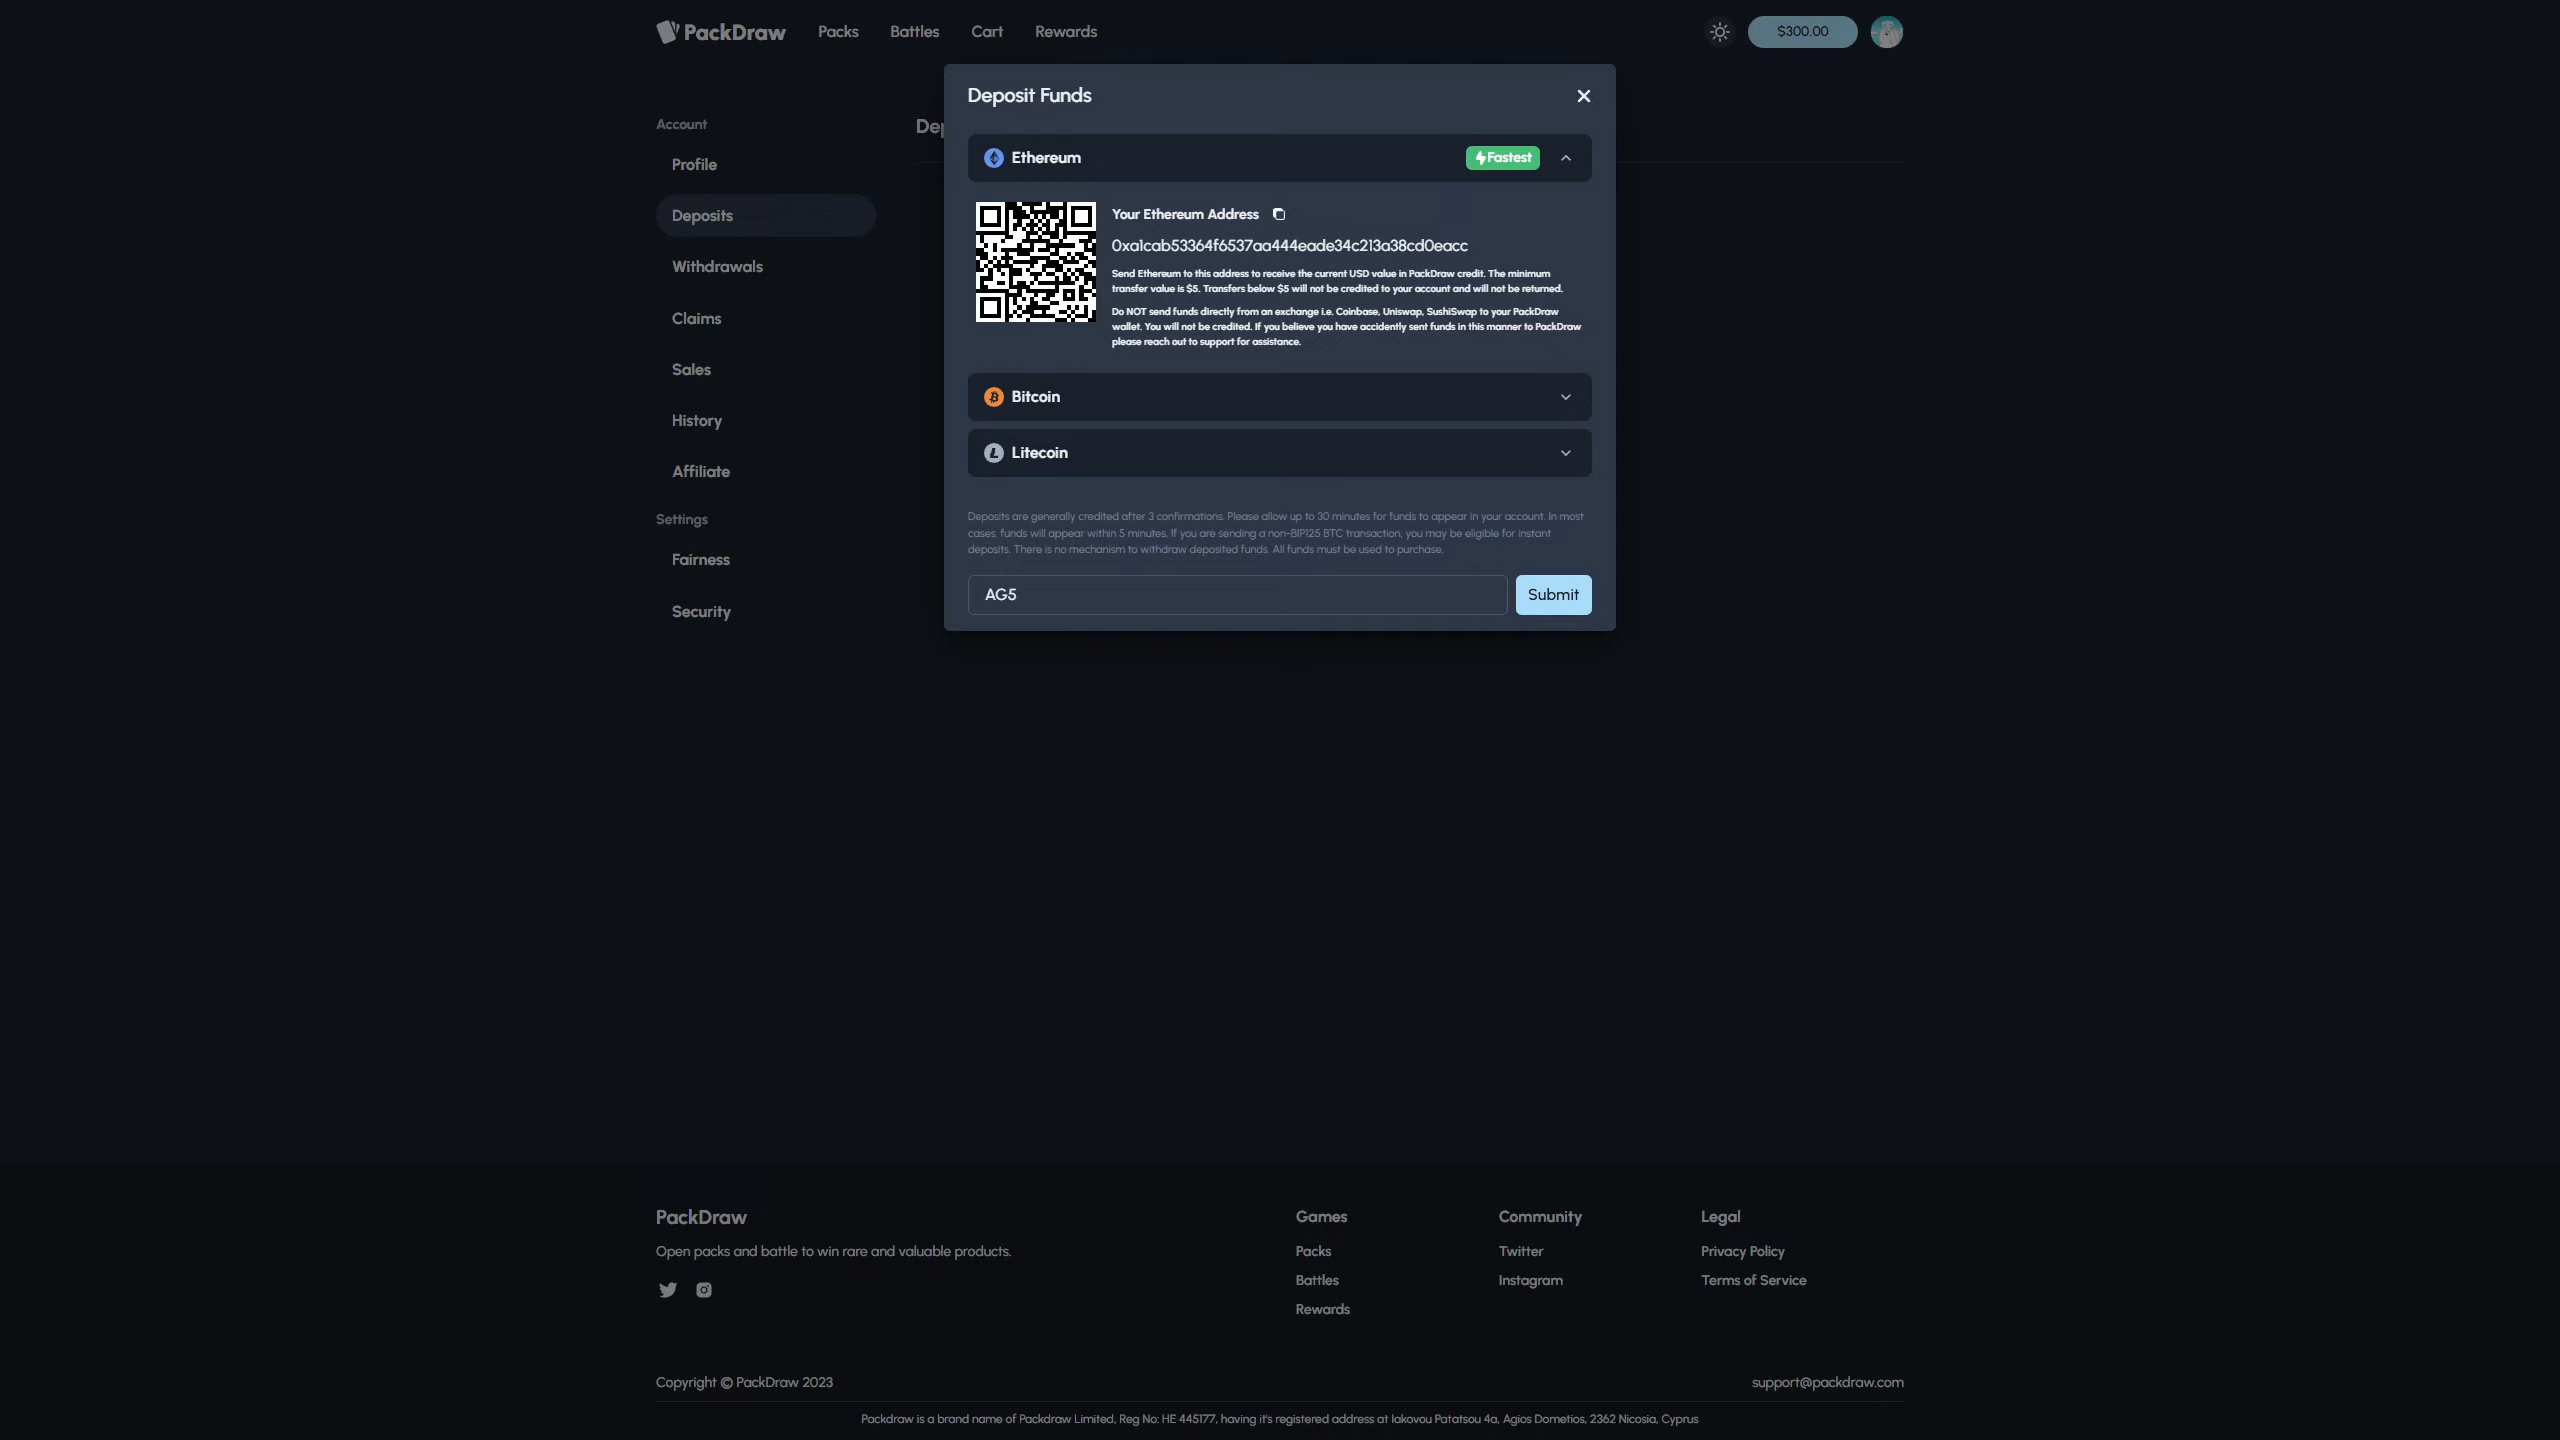 PackDraw
Packs
Battles
Cart
Rewards
$300.00
Account
Profile
Deposits
Withdrawals
Claims
Sales
History
Affiliate
Settings
Fairness
Security
Dep
Deposit Funds
Ethereum
Fastest
Your Ethereum Address
0xa1cab53364f6537aa444eade34c213a38cd0eacc
Send Ethereum to this address to receive the current USD value in PackDraw credit. The minimum
transfer value is $5. Transfers below $5 will not be credited to your account and will not be returned.
Do NOT send funds directly from an exchange i.e. Coinbase, Uniswap, SushiSwap to your PackDraw
wallet. You will not be credited. If you believe you have accidently sent funds in this manner to PackDraw
please reach out to support for assistance.
Bitcoin
Litecoin
Deposits are generally credited after 3 confirmations. Please allow up to 30 minutes for funds to appear in your account. In most
cases, funds will appear within 5 minutes. If you are sending a non-BIP125 BTC transaction, you may be eligible for instant
deposits. There is no mechanism to withdraw deposited funds. All funds must be used to purchase.
AG5
Submit
PackDraw
Open packs and battle to win rare and valuable products.
Games
Packs
Battles
Rewards
Community
Twitter
Instagram
Legal
Privacy Policy
Terms of Service
Copyright © PackDraw 2023
support@packdraw.com
Packdraw is a brand name of Packdraw Limited, Reg No: HE 445177, having it's registered address at Iakovou Patatsou 4a, Agios Dometios, 2362 Nicosia, Cyprus